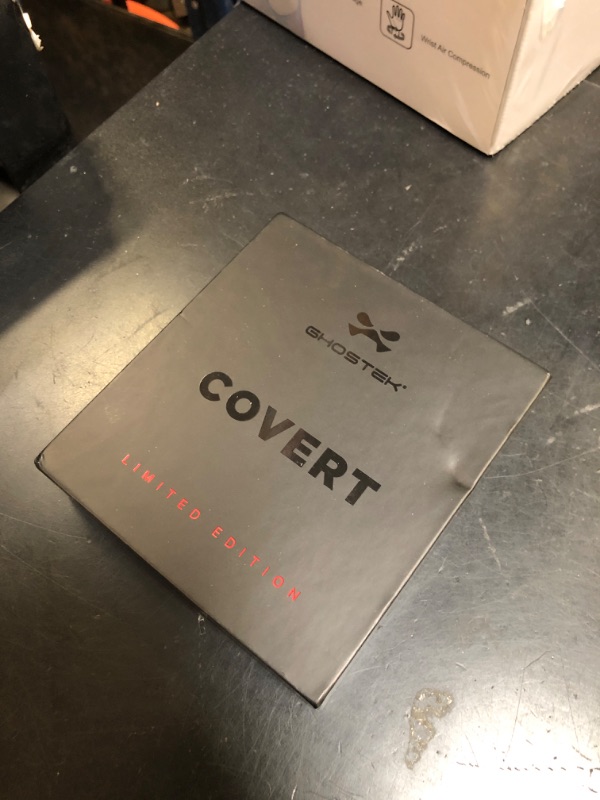 Wrist Air Compression
GHOSTEK
COVERT
LIMITED EDITION